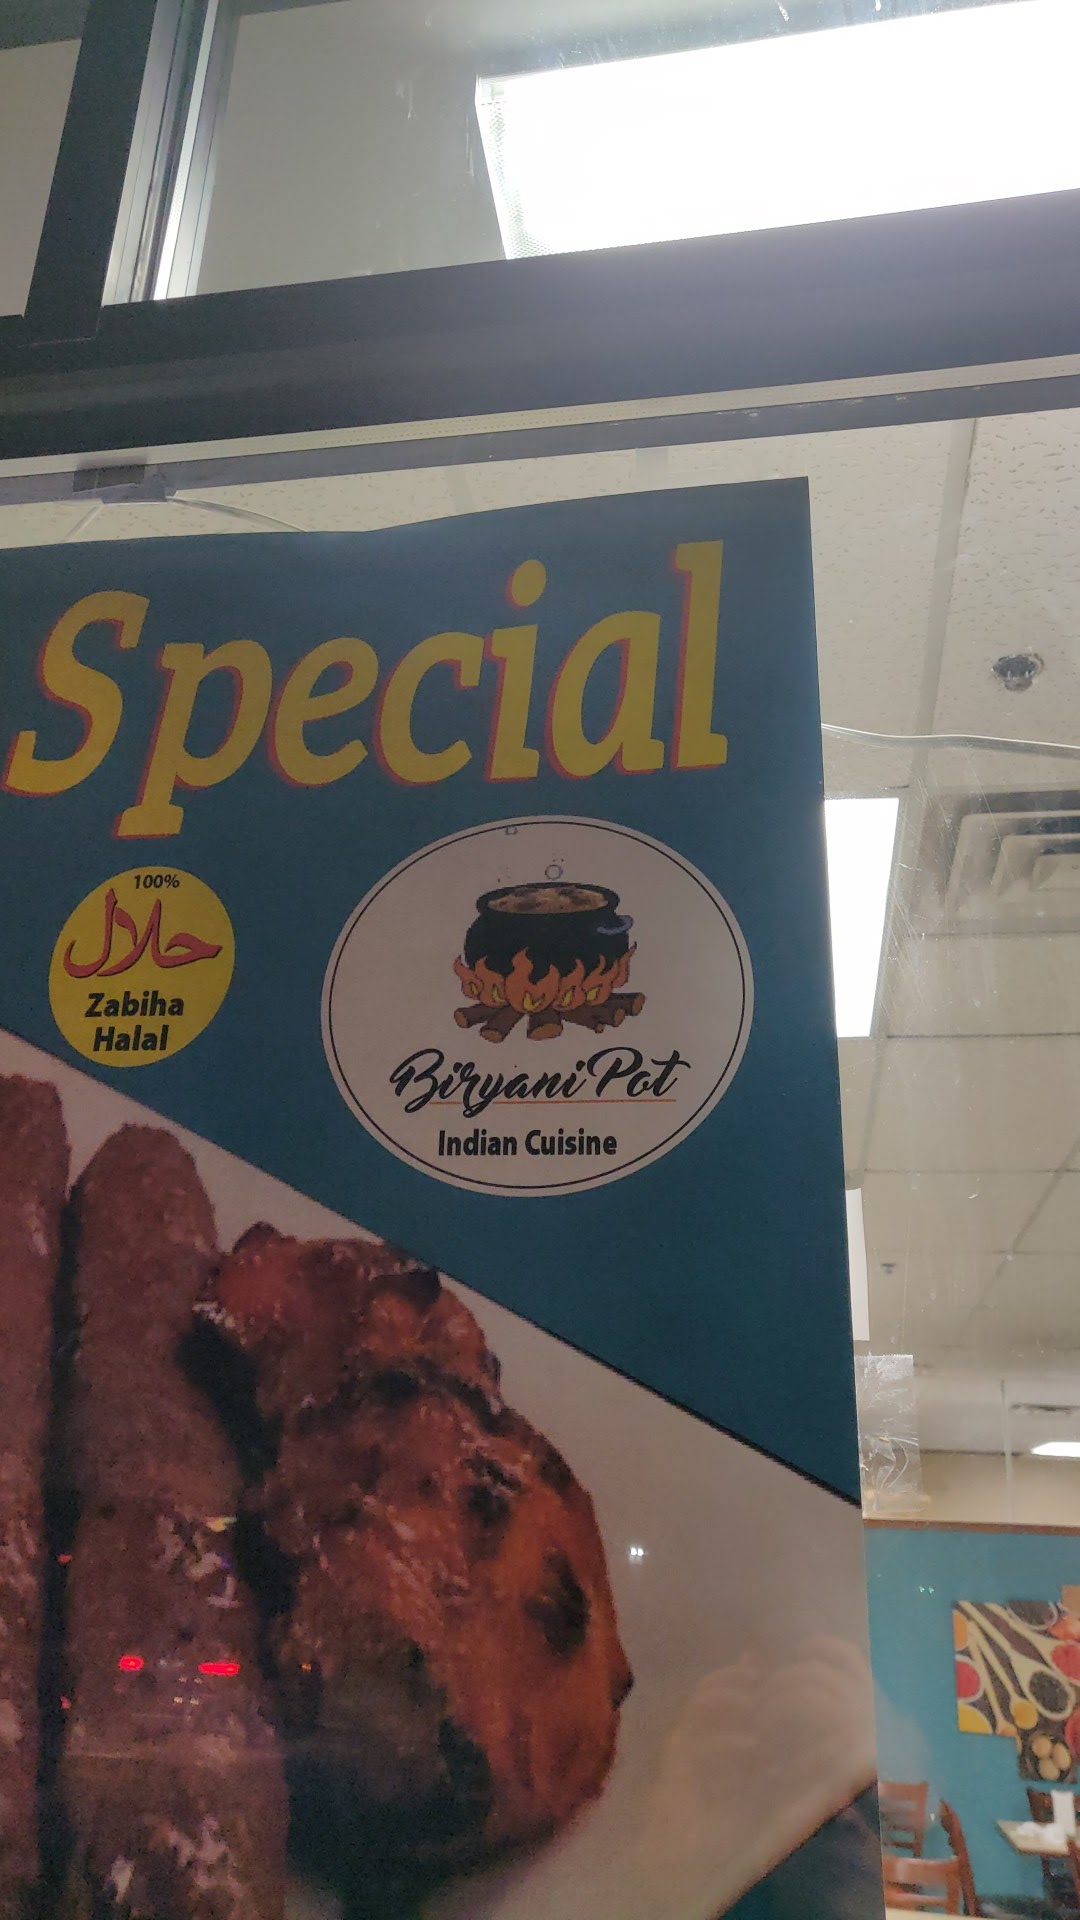 Special
100%
حلال
Zabiha
Halal
Biryani Pot
Indian Cuisine